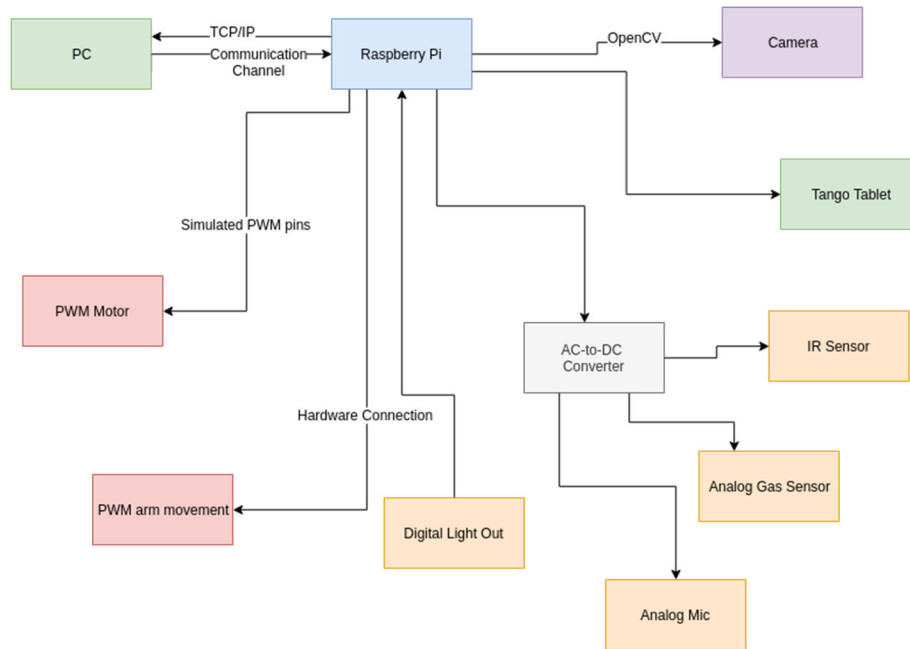 TCP/IP
PC
Communication
Channel
Raspberry Pi
OpenCV
Camera
Tango Tablet
Simulated PWM pins
PWM Motor
AC-to-DC
Converter
IR Sensor
Hardware Connection
Analog Gas Sensor
PWM arm movement
Digital Light Out
Analog Mic